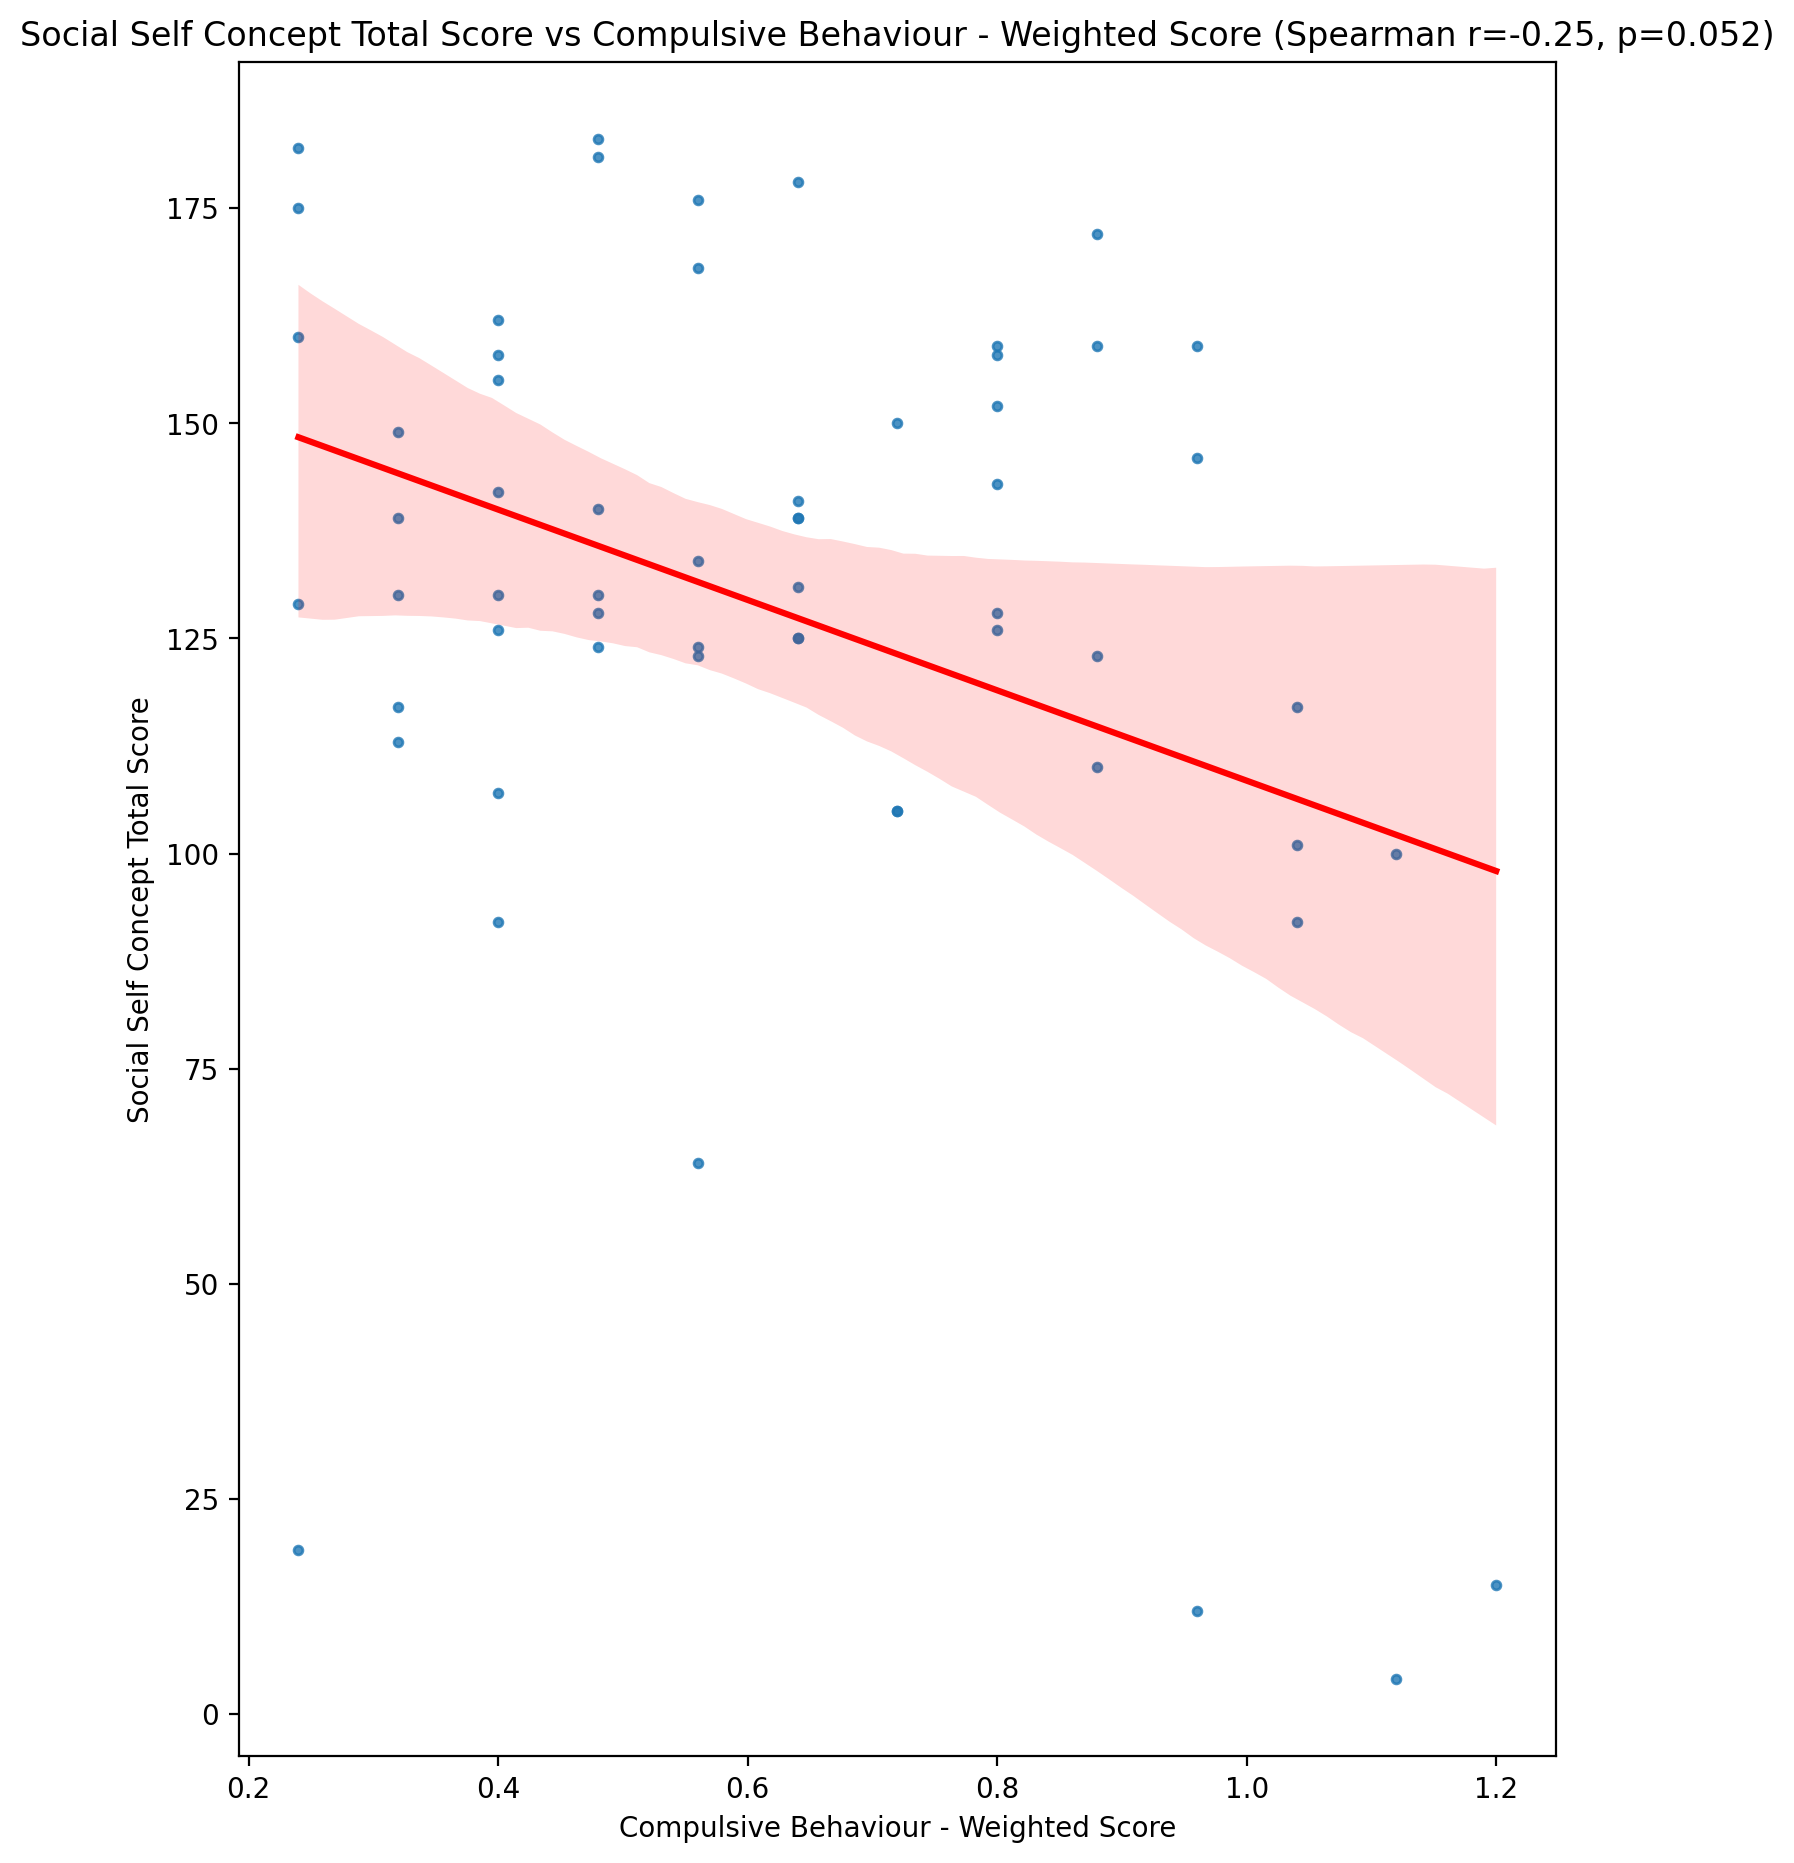 Social Self Concept Total Score vs Compulsive Behaviour - Weighted Score (Spearman r=-0.25, p=0.052)
Social Self Concept Total Score
175
150
125
100
75
50
25
0
0.2 0.4 0.6 0.8 1.0 1.2
Compulsive Behaviour - Weighted Score